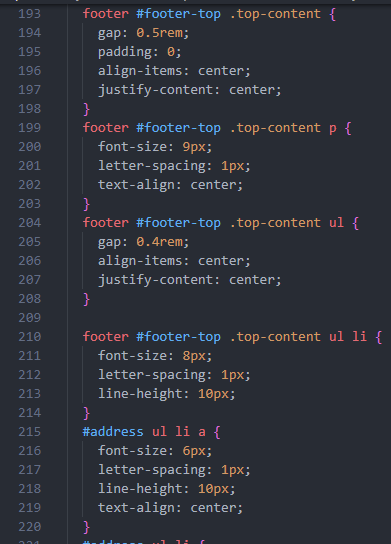 193 footer #footer-top .top-content {
194 gap: 0.5rem;
195 padding: 0;
196 align-items: center;
197 justify-content: center;
198 }
199 footer #footer-top .top-content p {
200 font-size: 9px;
201 letter-spacing: 1px;
202 text-align: center;
203 }
204 footer #footer-top .top-content ul {
205 gap: 0.4rem;
206 align-items: center;
207 justify-content: center;
208 }
209
210 footer #footer-top .top-content ul li {
211 font-size: 8px;
212 letter-spacing: 1px;
213 line-height: 10px;
214 }
215 #address ul li a {
216 font-size: 6px;
217 letter-spacing: 1px;
218 line-height: 10px;
219 text-align: center;
220 }
221 #address ul li {